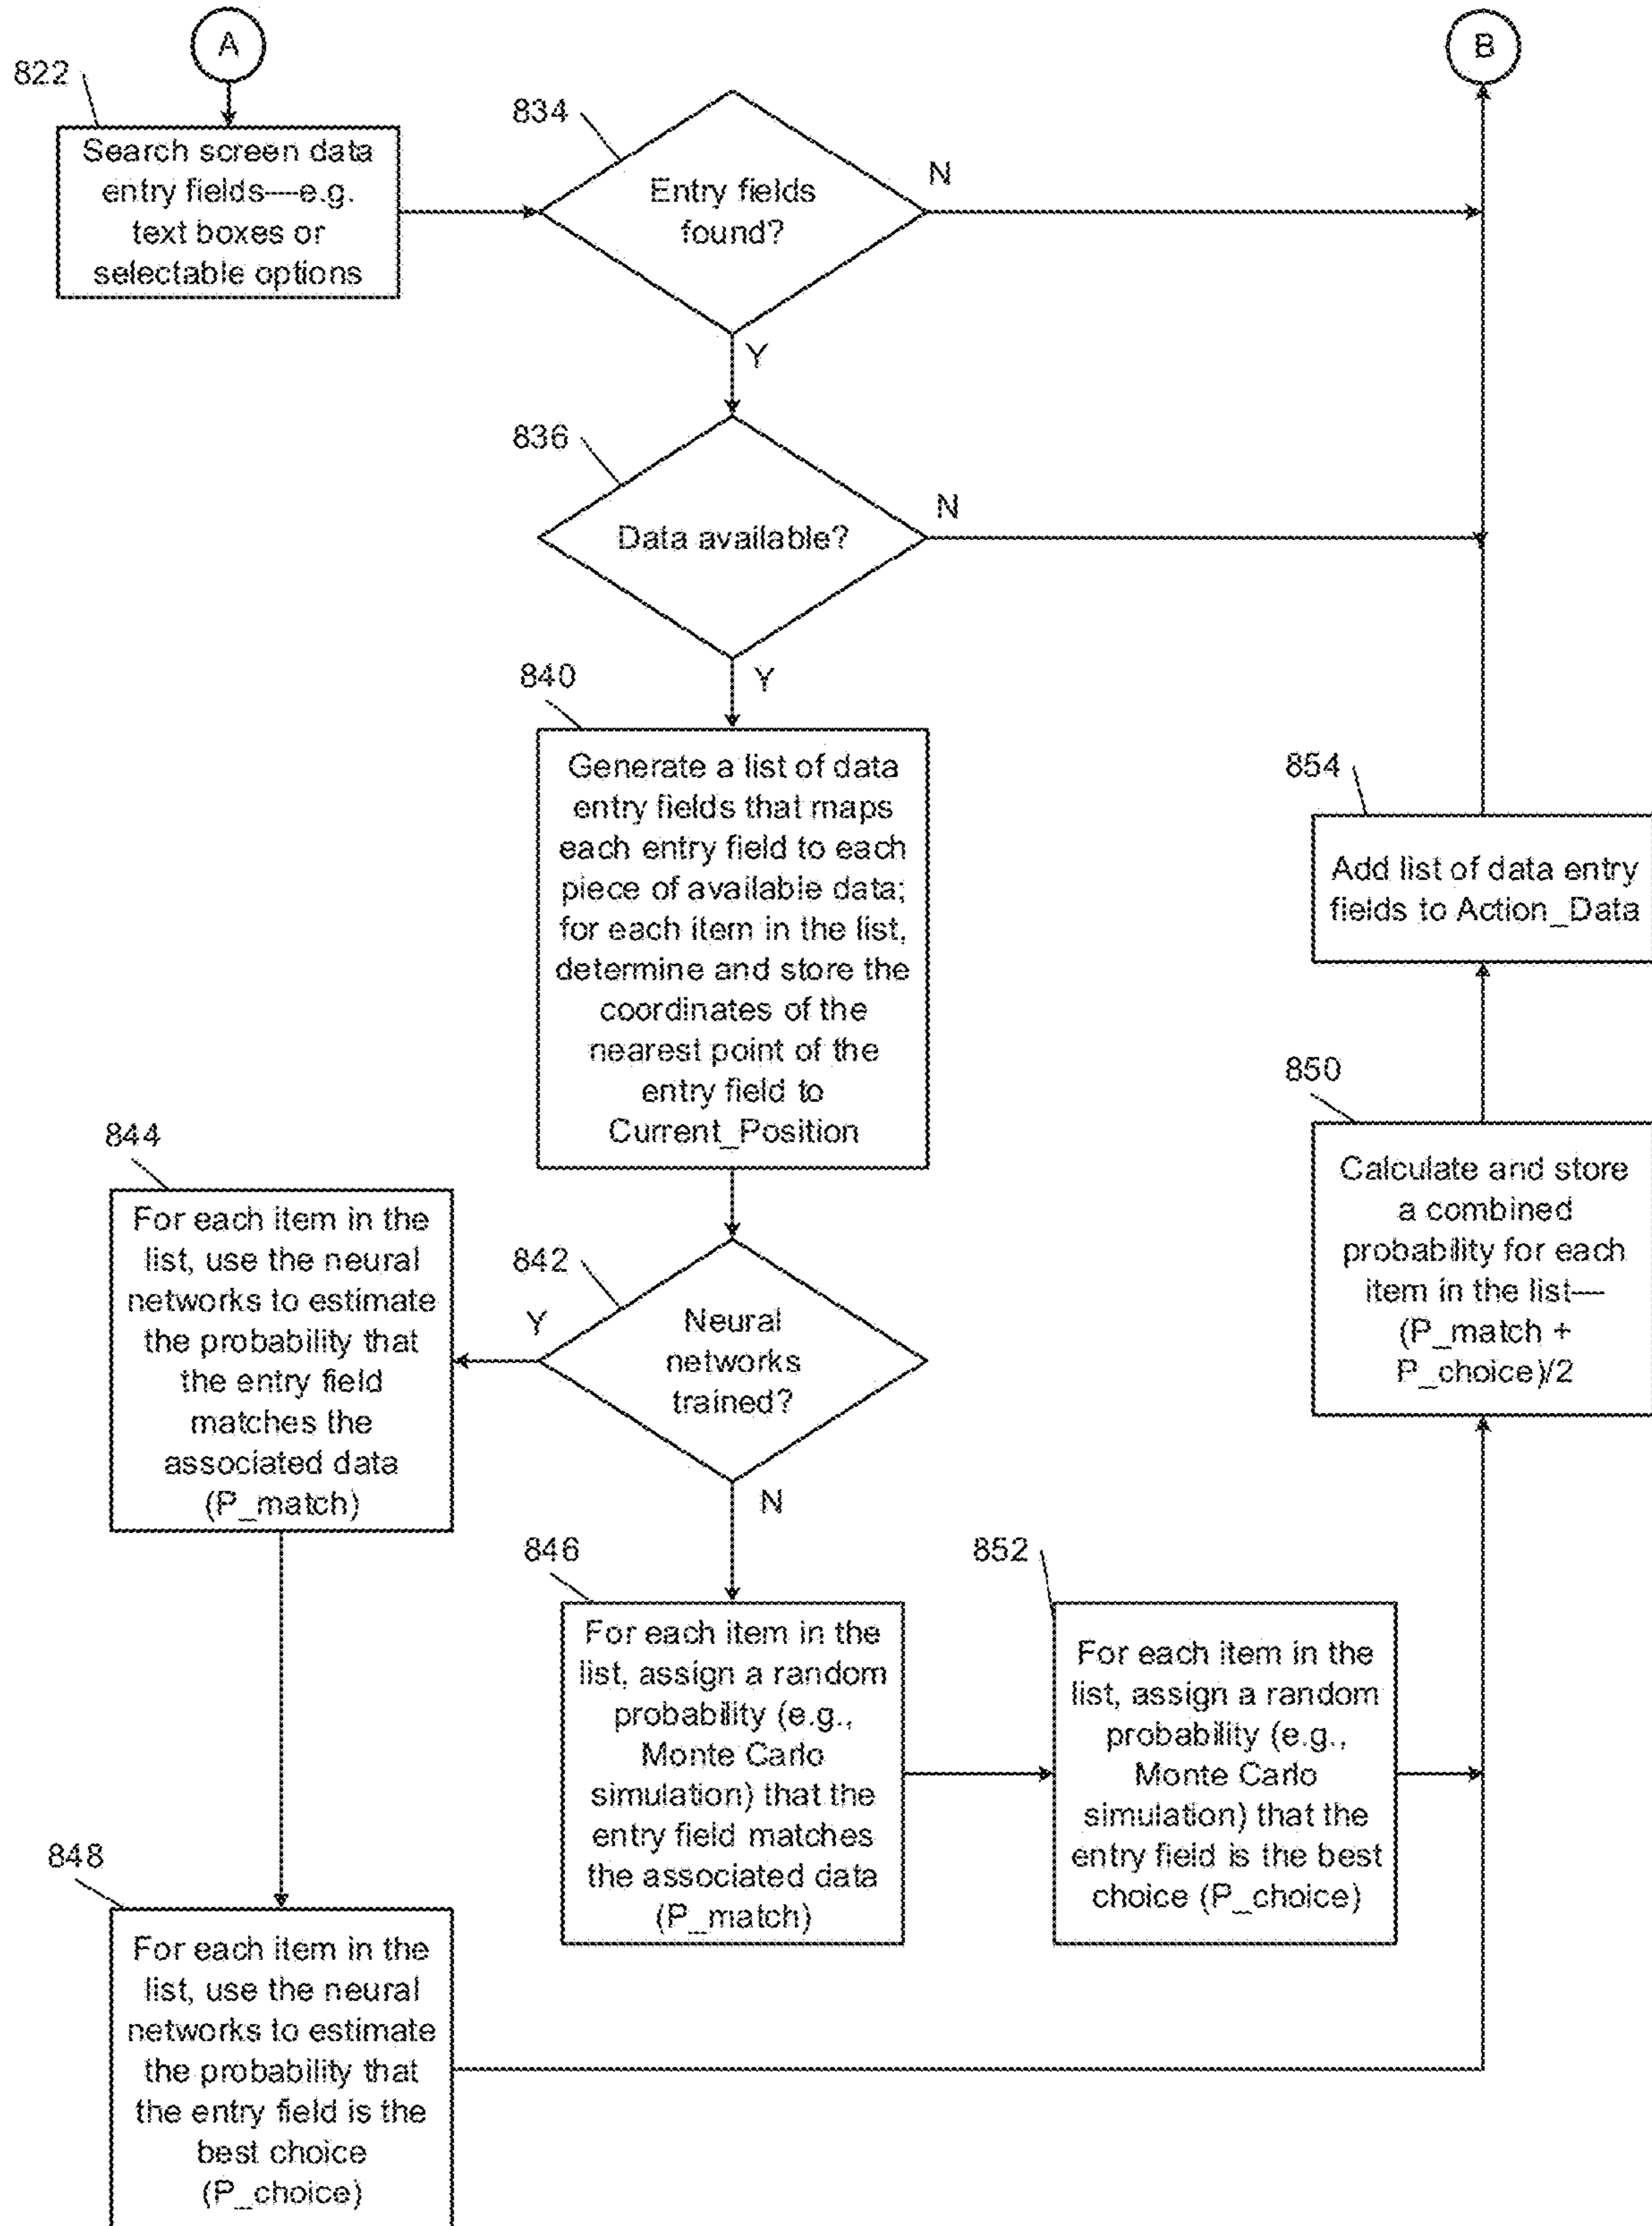 A
B
822
Search screen data
entry fields----e.g.
text boxes or
selectable options
834
Entry fields
found?
N
Y
836
Data available?
N
Y
840
Generate a list of data
entry fields that maps
each entry field to each
piece of available data;
for each item in the list,
determine and store the
coordinates of the
nearest point of the
entry field to
Current_Position
854
Add list of data entry
fields to Action_Data
850
Calculate and store
a combined
probability for each
item in the list----
(P_match +
P_choice)/2
844
For each item in the
list, use the neural
networks to estimate
the probability that
the entry field
matches the
associated data
(P_match)
842
Neural
networks
trained?
Y
N
846
For each item in the
list, assign a random
probability (e.g.,
Monte Carlo
simulation) that the
entry field matches
the associated data
(P_match)
852
For each item in the
list, assign a random
probability (e.g.,
Monte Carlo
simulation) that the
entry field is the best
choice (P_choice)
848
For each item in the
list, use the neural
networks to estimate
the probability that
the entry field is the
best choice
(P_choice)